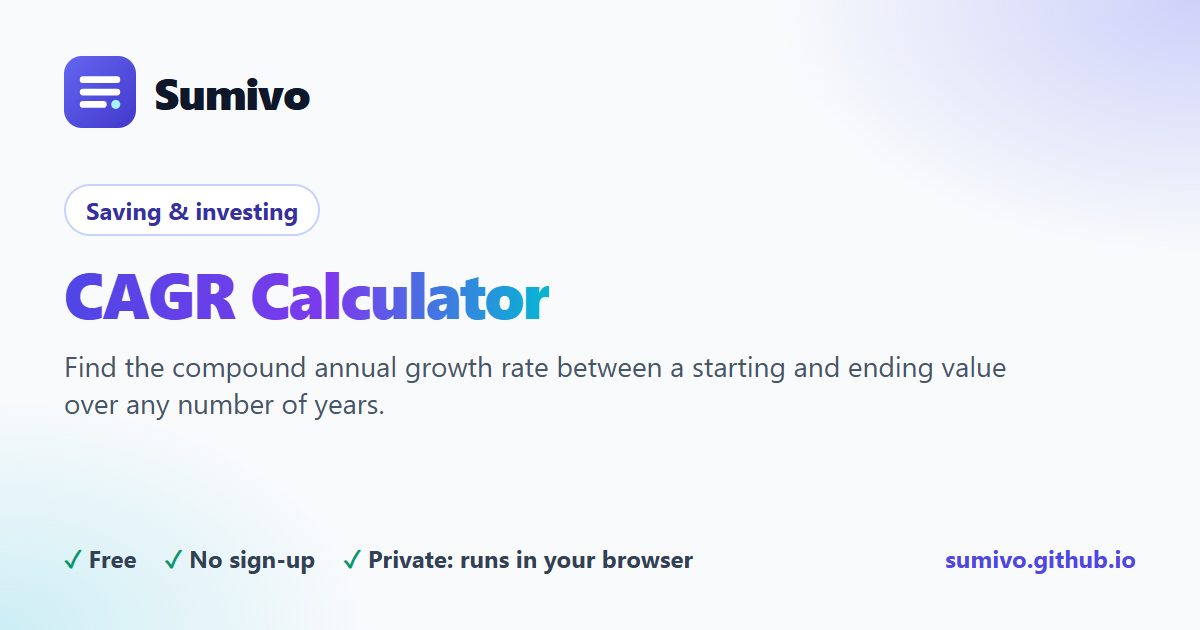 Sumivo
Saving & investing
CAGR Calculator
Find the compound annual growth rate between a starting and ending value
over any number of years.
✓ Free ✓ No sign-up ✓ Private: runs in your browser
sumivo.github.io